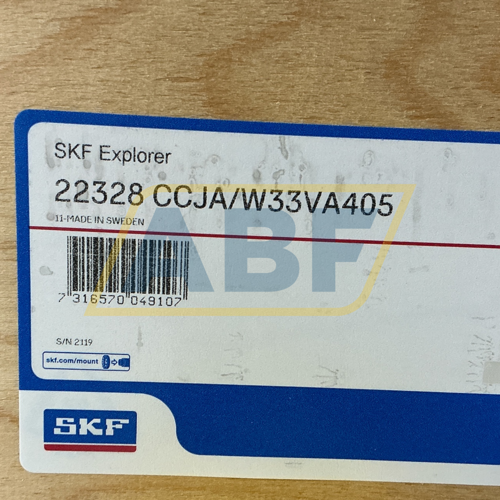 SKF Explorer
22328 CCJA/W33VA405
11-MADE IN SWEDEN
ABF
7 316570 049107
S/N 2119
skf.com/mount
SKF